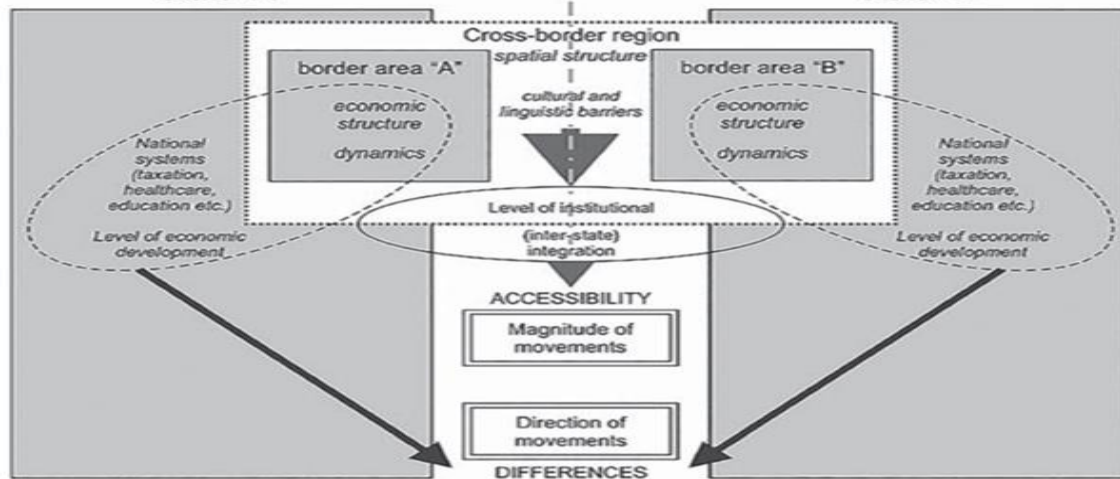 Cross-border region
spatial structure
border area "A"
border area "B"
cultural and
linguistic barriers
economic
structure
dynamics
economic
structure
dynamics
National
systems
(taxation,
healthcare,
education etc.)
Level of economic
development
National
systems
(taxation,
healthcare,
education etc.)
Level of economic
development
Level of institutional
(inter-state)
integration
ACCESSIBILITY
Magnitude of
movements
Direction of
movements
DIFFERENCES